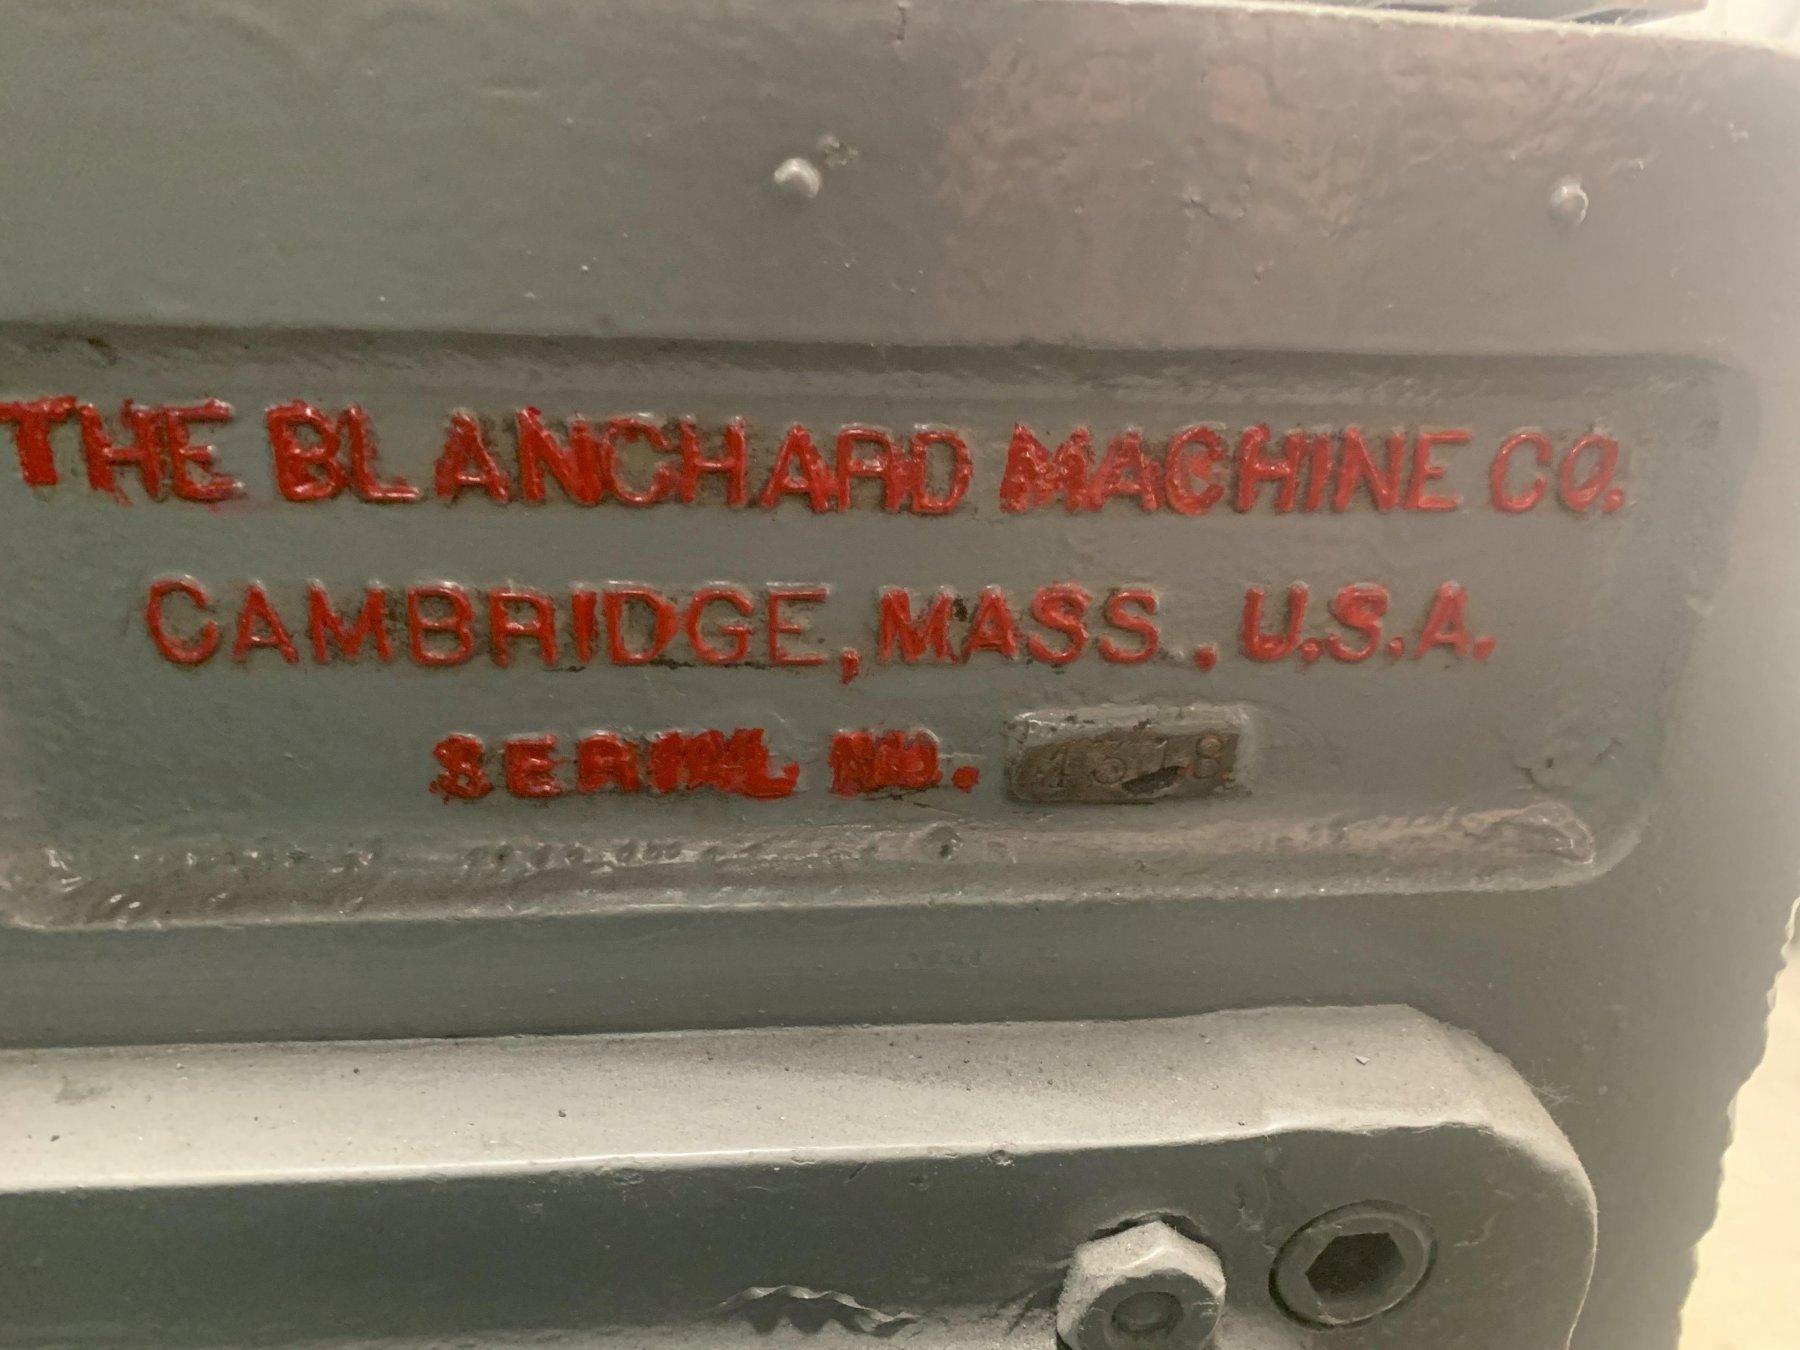 THE BLANCHARD MACHINE CO.
CAMBRIDGE, MASS., U.S.A.
SERIAL NO. 4318